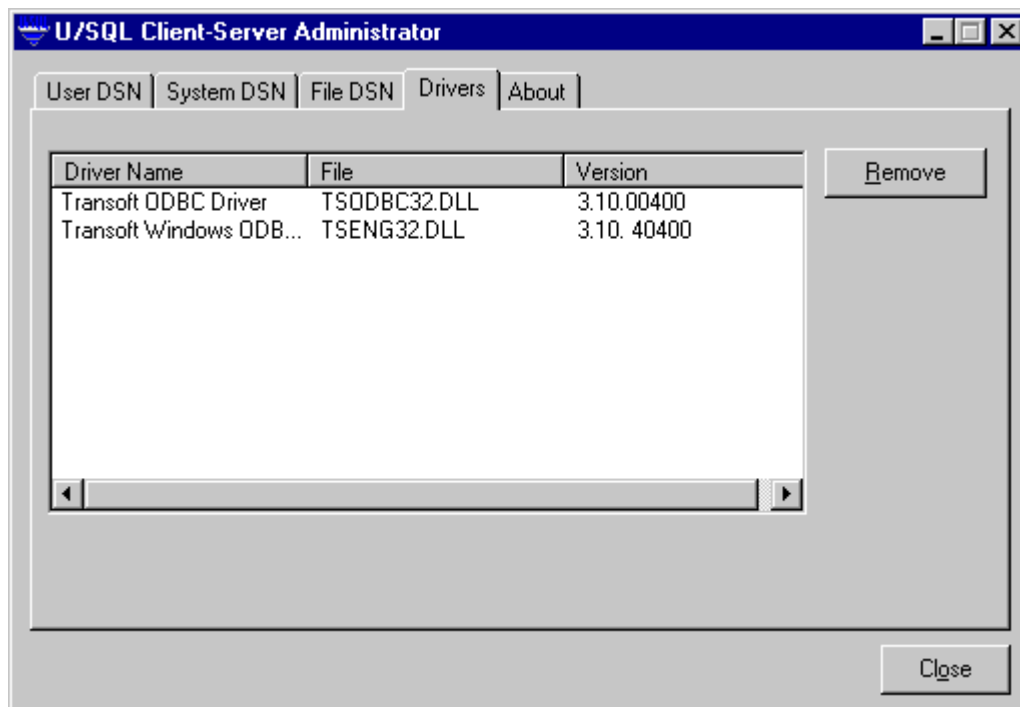 U/SQL Client-Server Administrator
User DSN System DSN File DSN Drivers About
Driver Name File Version Remove
Transoft ODBC Driver TSODBC32.DLL 3.10.00400
Transoft Windows ODB... TSENG32.DLL 3.10. 40400
Close